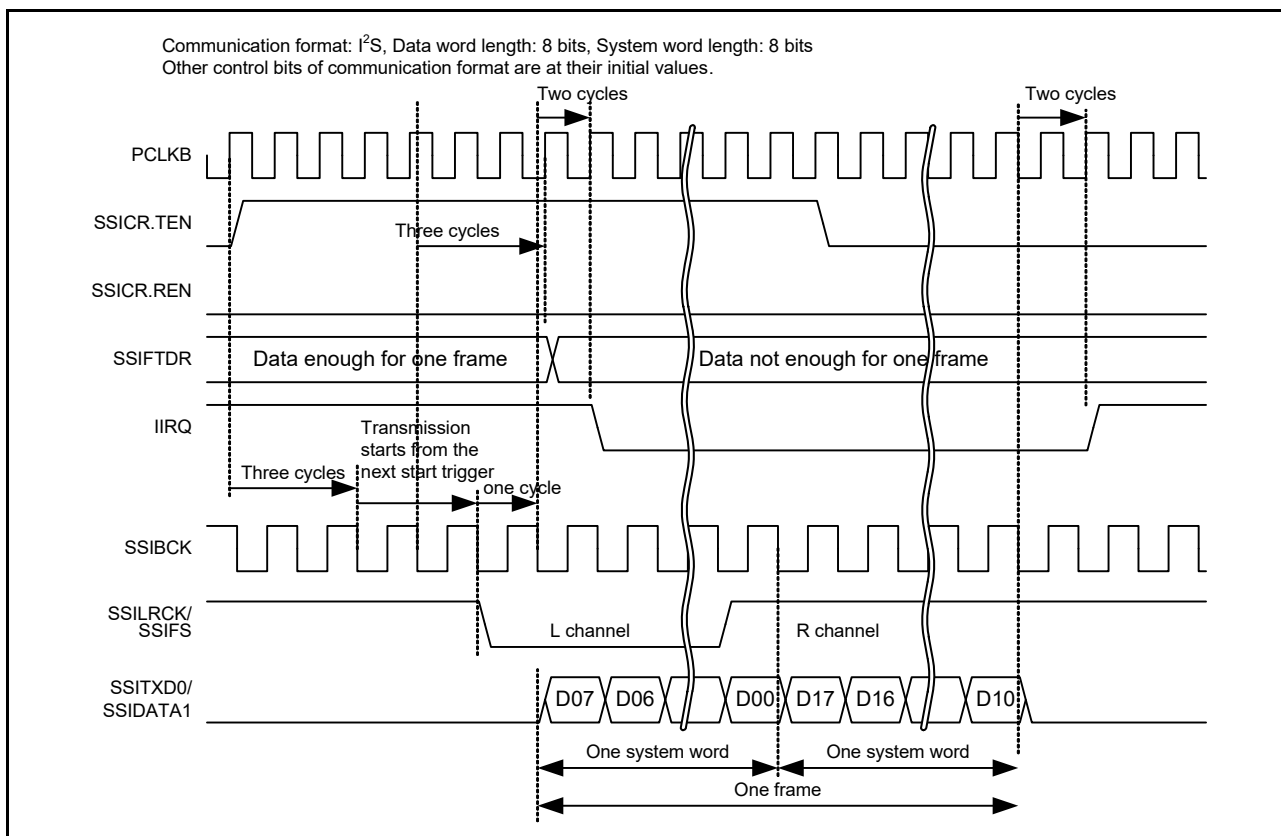 Communication format: I²S, Data word length: 8 bits, System word length: 8 bits
Other control bits of communication format are at their initial values.
Two cycles
Two cycles
PCLKB
SSICR.TEN
Three cycles
SSICR.REN
SSIFTDR
Data enough for one frame
Data not enough for one frame
IIRQ
Transmission
starts from the
next start trigger
Three cycles
one cycle
SSIBCK
SSILRCK/
SSIFS
L channel
R channel
SSITXD0/
SSIDATA1
D07 D06 D00 D17 D16 D10
One system word
One system word
One frame